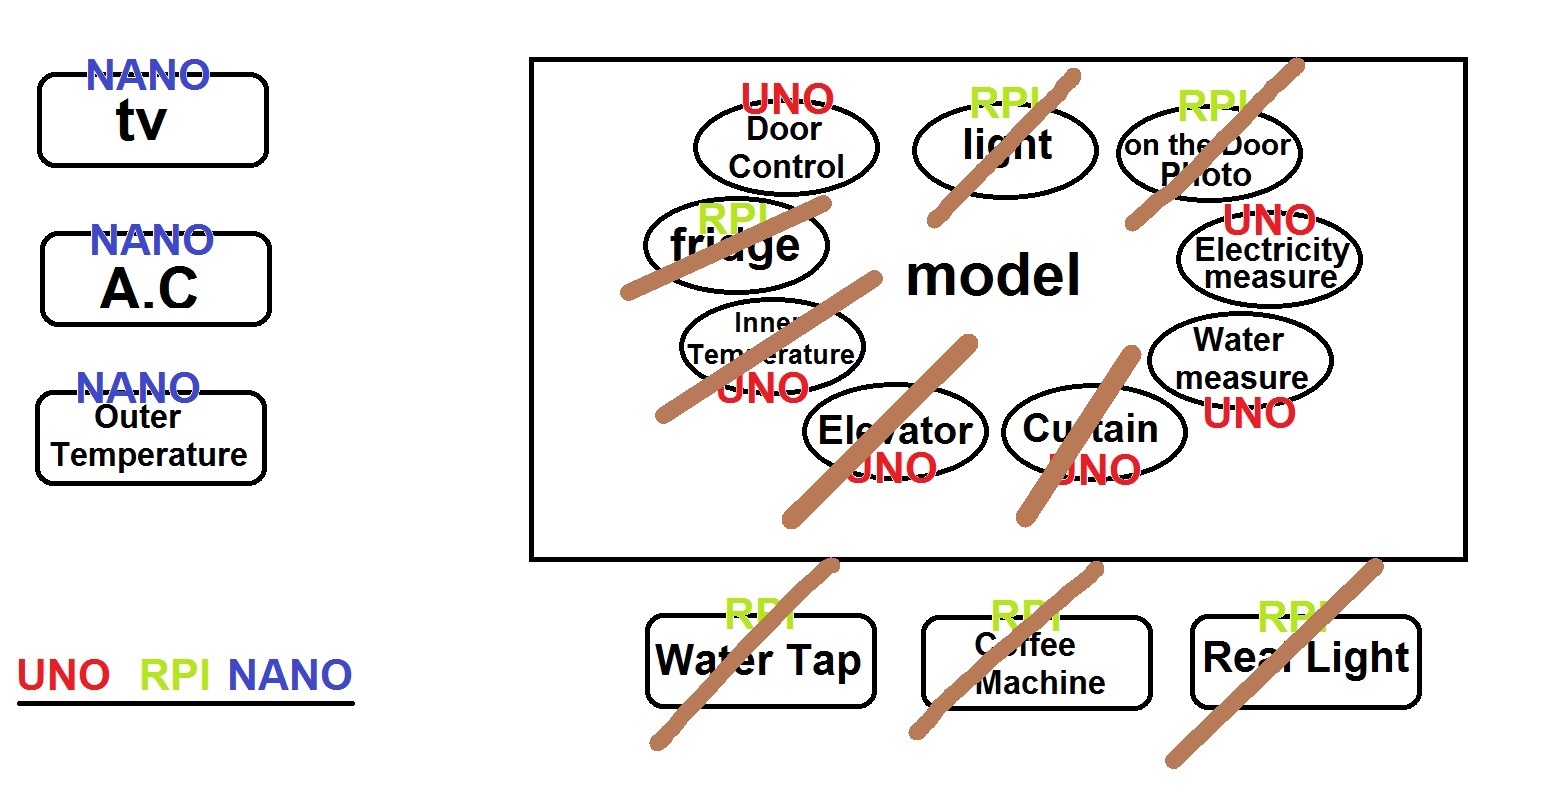 NANO
tv
NANO
A.C
NANO
Outer
Temperature
UNO RPI NANO
UNO
Door
Control
RPI
light
RPI
on the Door
Photo
RPI
fridge
UNO
Electricity
measure
model
Inner
Temperature
UNO
Water
measure
UNO
Elevator
UNO
Curtain
UNO
RPI
Water Tap
RPI
Coffee
Machine
RPI
Real Light